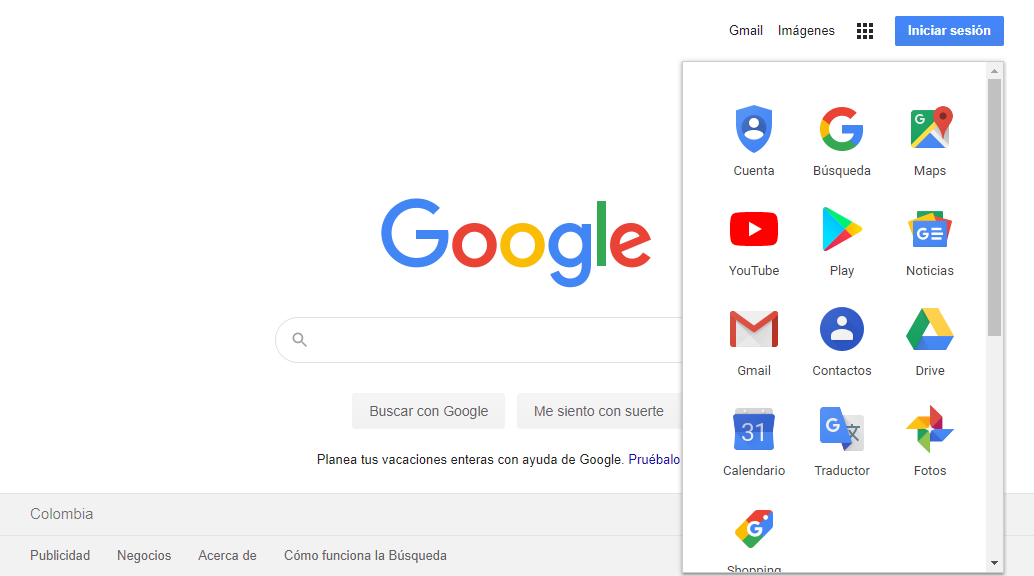 Gmail Imágenes Iniciar sesión
Cuenta Búsqueda Maps
YouTube Play Noticias
Gmail Contactos Drive
31
Calendario Traductor Fotos
Shopping
Google
Buscar con Google Me siento con suerte
Planea tus vacaciones enteras con ayuda de Google. Pruébalo
Colombia
Publicidad Negocios Acerca de Cómo funciona la Búsqueda